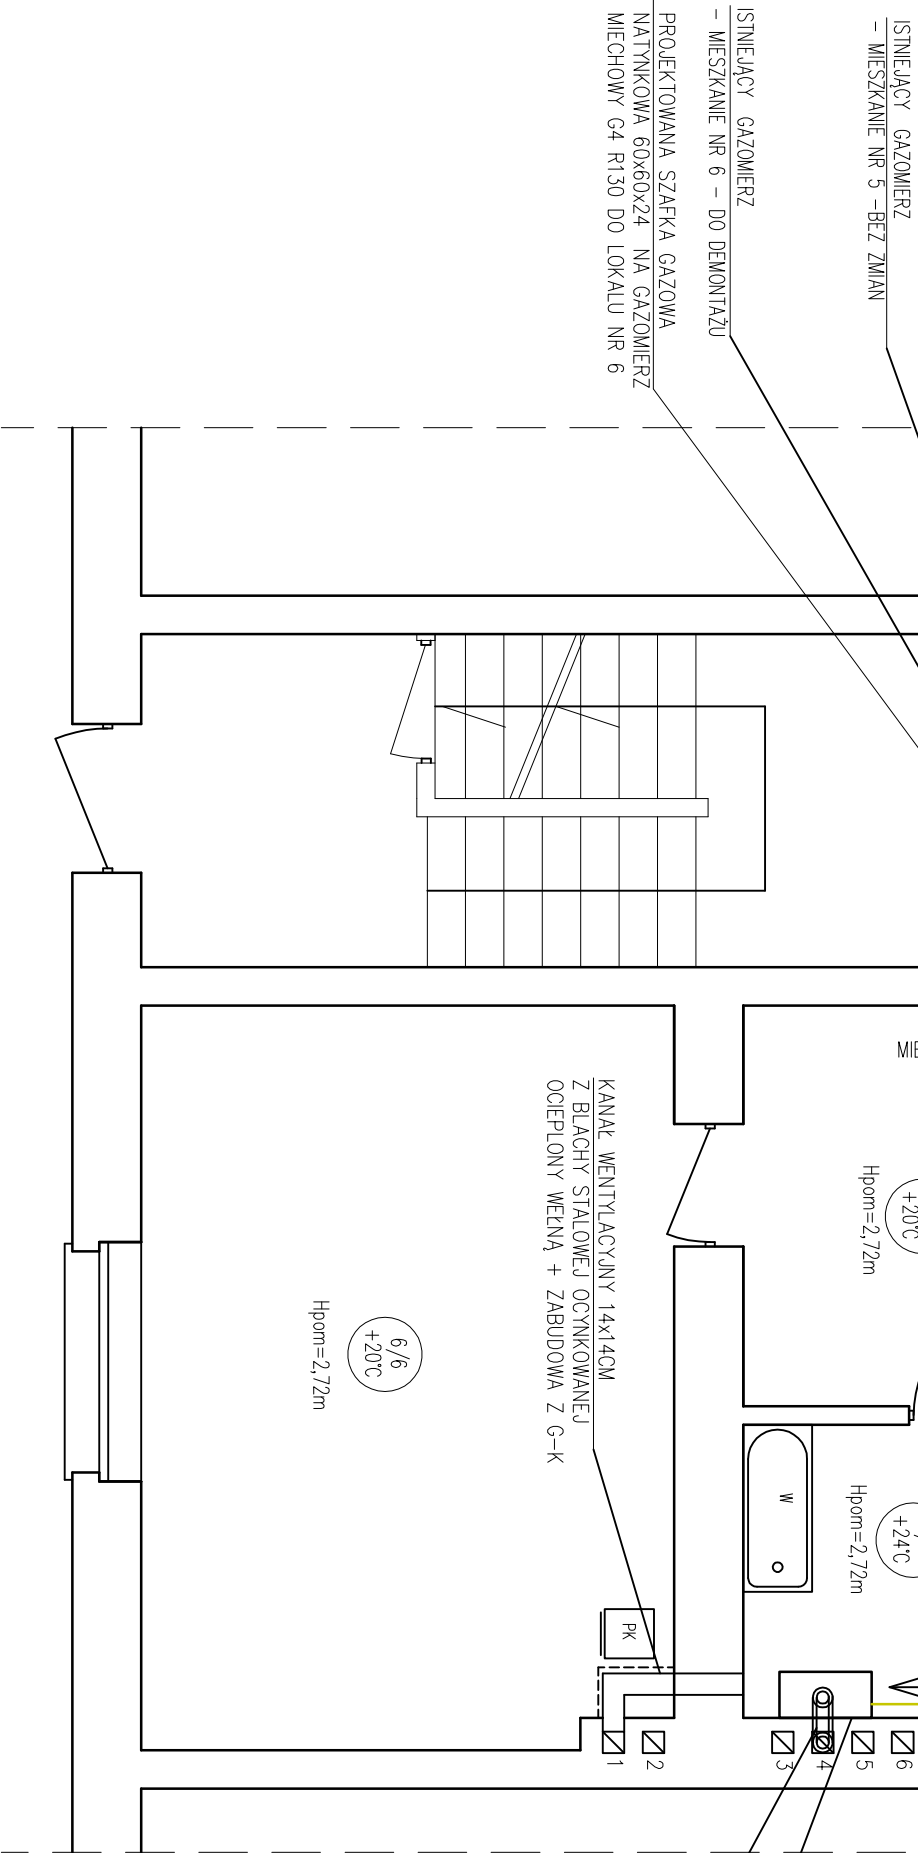 ISTNIEJĄCY GAZOMIERZ
- MIESZKANIE NR 5 -BEZ ZMIAN
ISTNIEJĄCY GAZOMIERZ
- MIESZKANIE NR 6 - DO DEMONTAŻU
PROJEKTOWANA SZAFKA GAZOWA
NATYNKOWA 60x60x24 NA GAZOMIERZ
MIECHOWY G4 R130 DO LOKALU NR 6
MIE
+20°C
Hpom=2,72m
KANAŁ WENTYLACYJNY 14x14CM
Z BLACHY STALOWEJ OCYNKOWANEJ
OCIEPLONY WEŁNĄ + ZABUDOWA Z G-K
6/6
+20°C
Hpom=2,72m
+24°C
Hpom=2,72m
W
PK
1
2
3
4
5
6